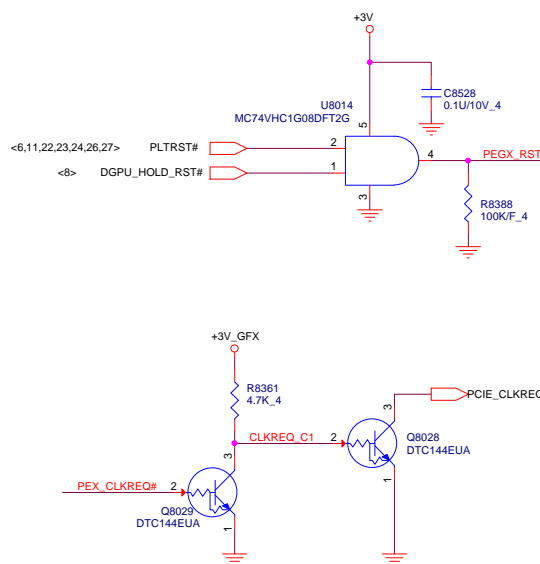 +3V
C8528
0.1U/10V_4
U8014
MC74VHC1G08DFT2G
5
<6,11,22,23,24,26,27> PLTRST# 2
4 PEGX_RST
<8> DGPU_HOLD_RST# 1
3
R8388
100K/F_4
+3V_GFX
R8361
4.7K_4
3 PCIE_CLKREQ
CLKREQ_C1 2
Q8028
DTC144EUA
3
PEX_CLKREQ# 2
1
Q8029
DTC144EUA
1